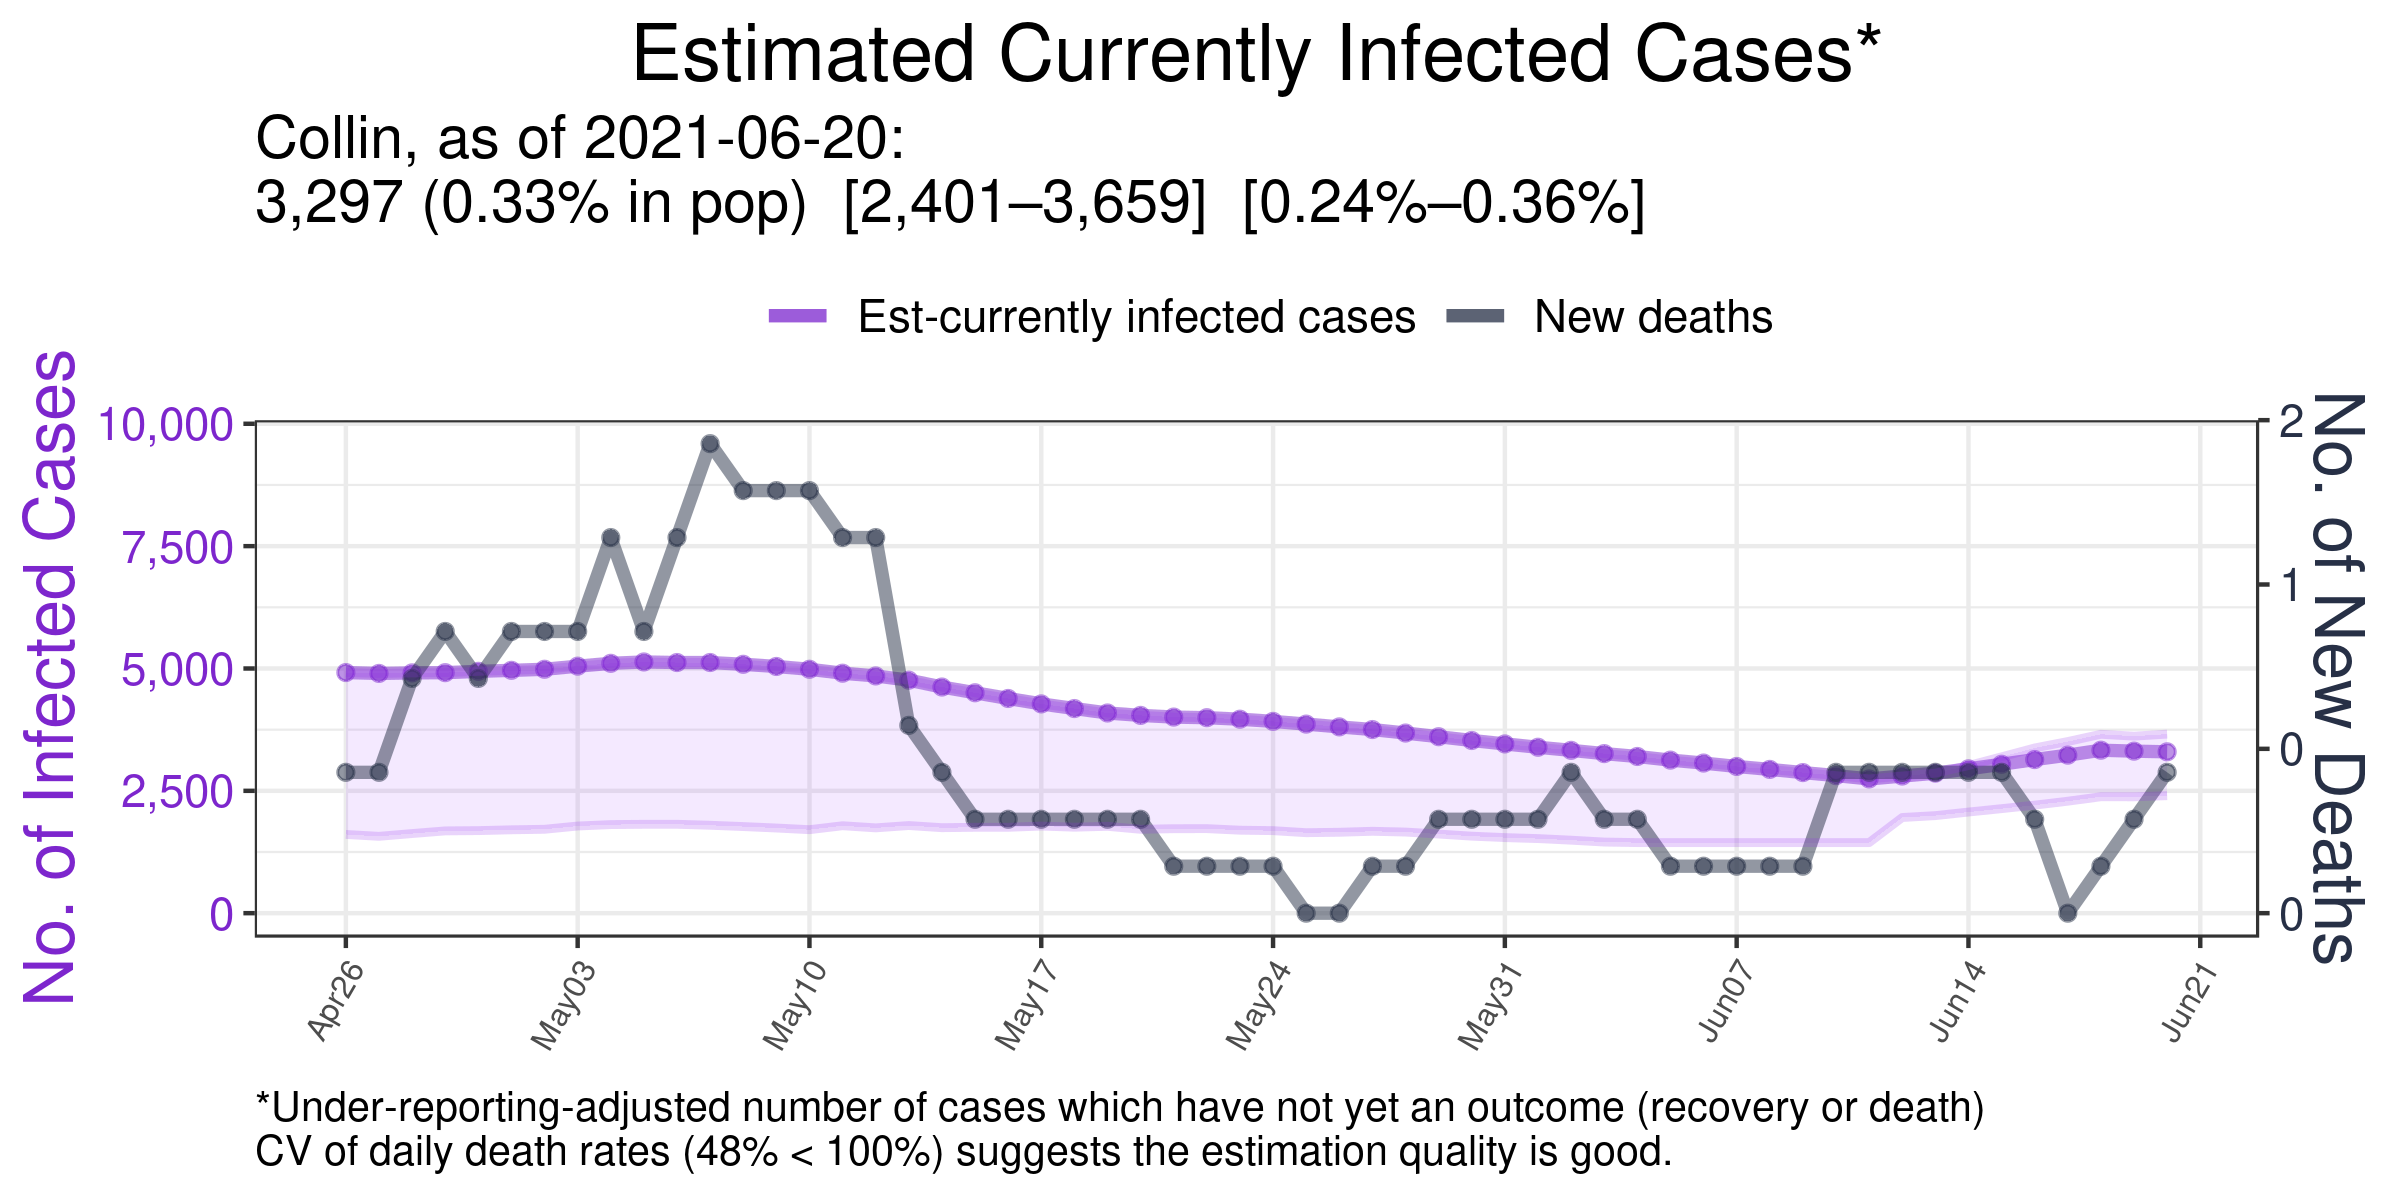 Estimated Currently Infected Cases*
Collin, as of 2021-06-20:
3,297 (0.33% in pop)  [2,401–3,659]  [0.24%–0.36%]
Est-currently infected cases
New deaths
No. of Infected Cases
10,000
7,500
5,000
2,500
0
2
1
0
0
No. of New Deaths
Apr26
May03
May10
May17
May24
May31
Jun07
Jun14
Jun21
*Under-reporting-adjusted number of cases which have not yet an outcome (recovery or death)
CV of daily death rates (48% < 100%) suggests the estimation quality is good.